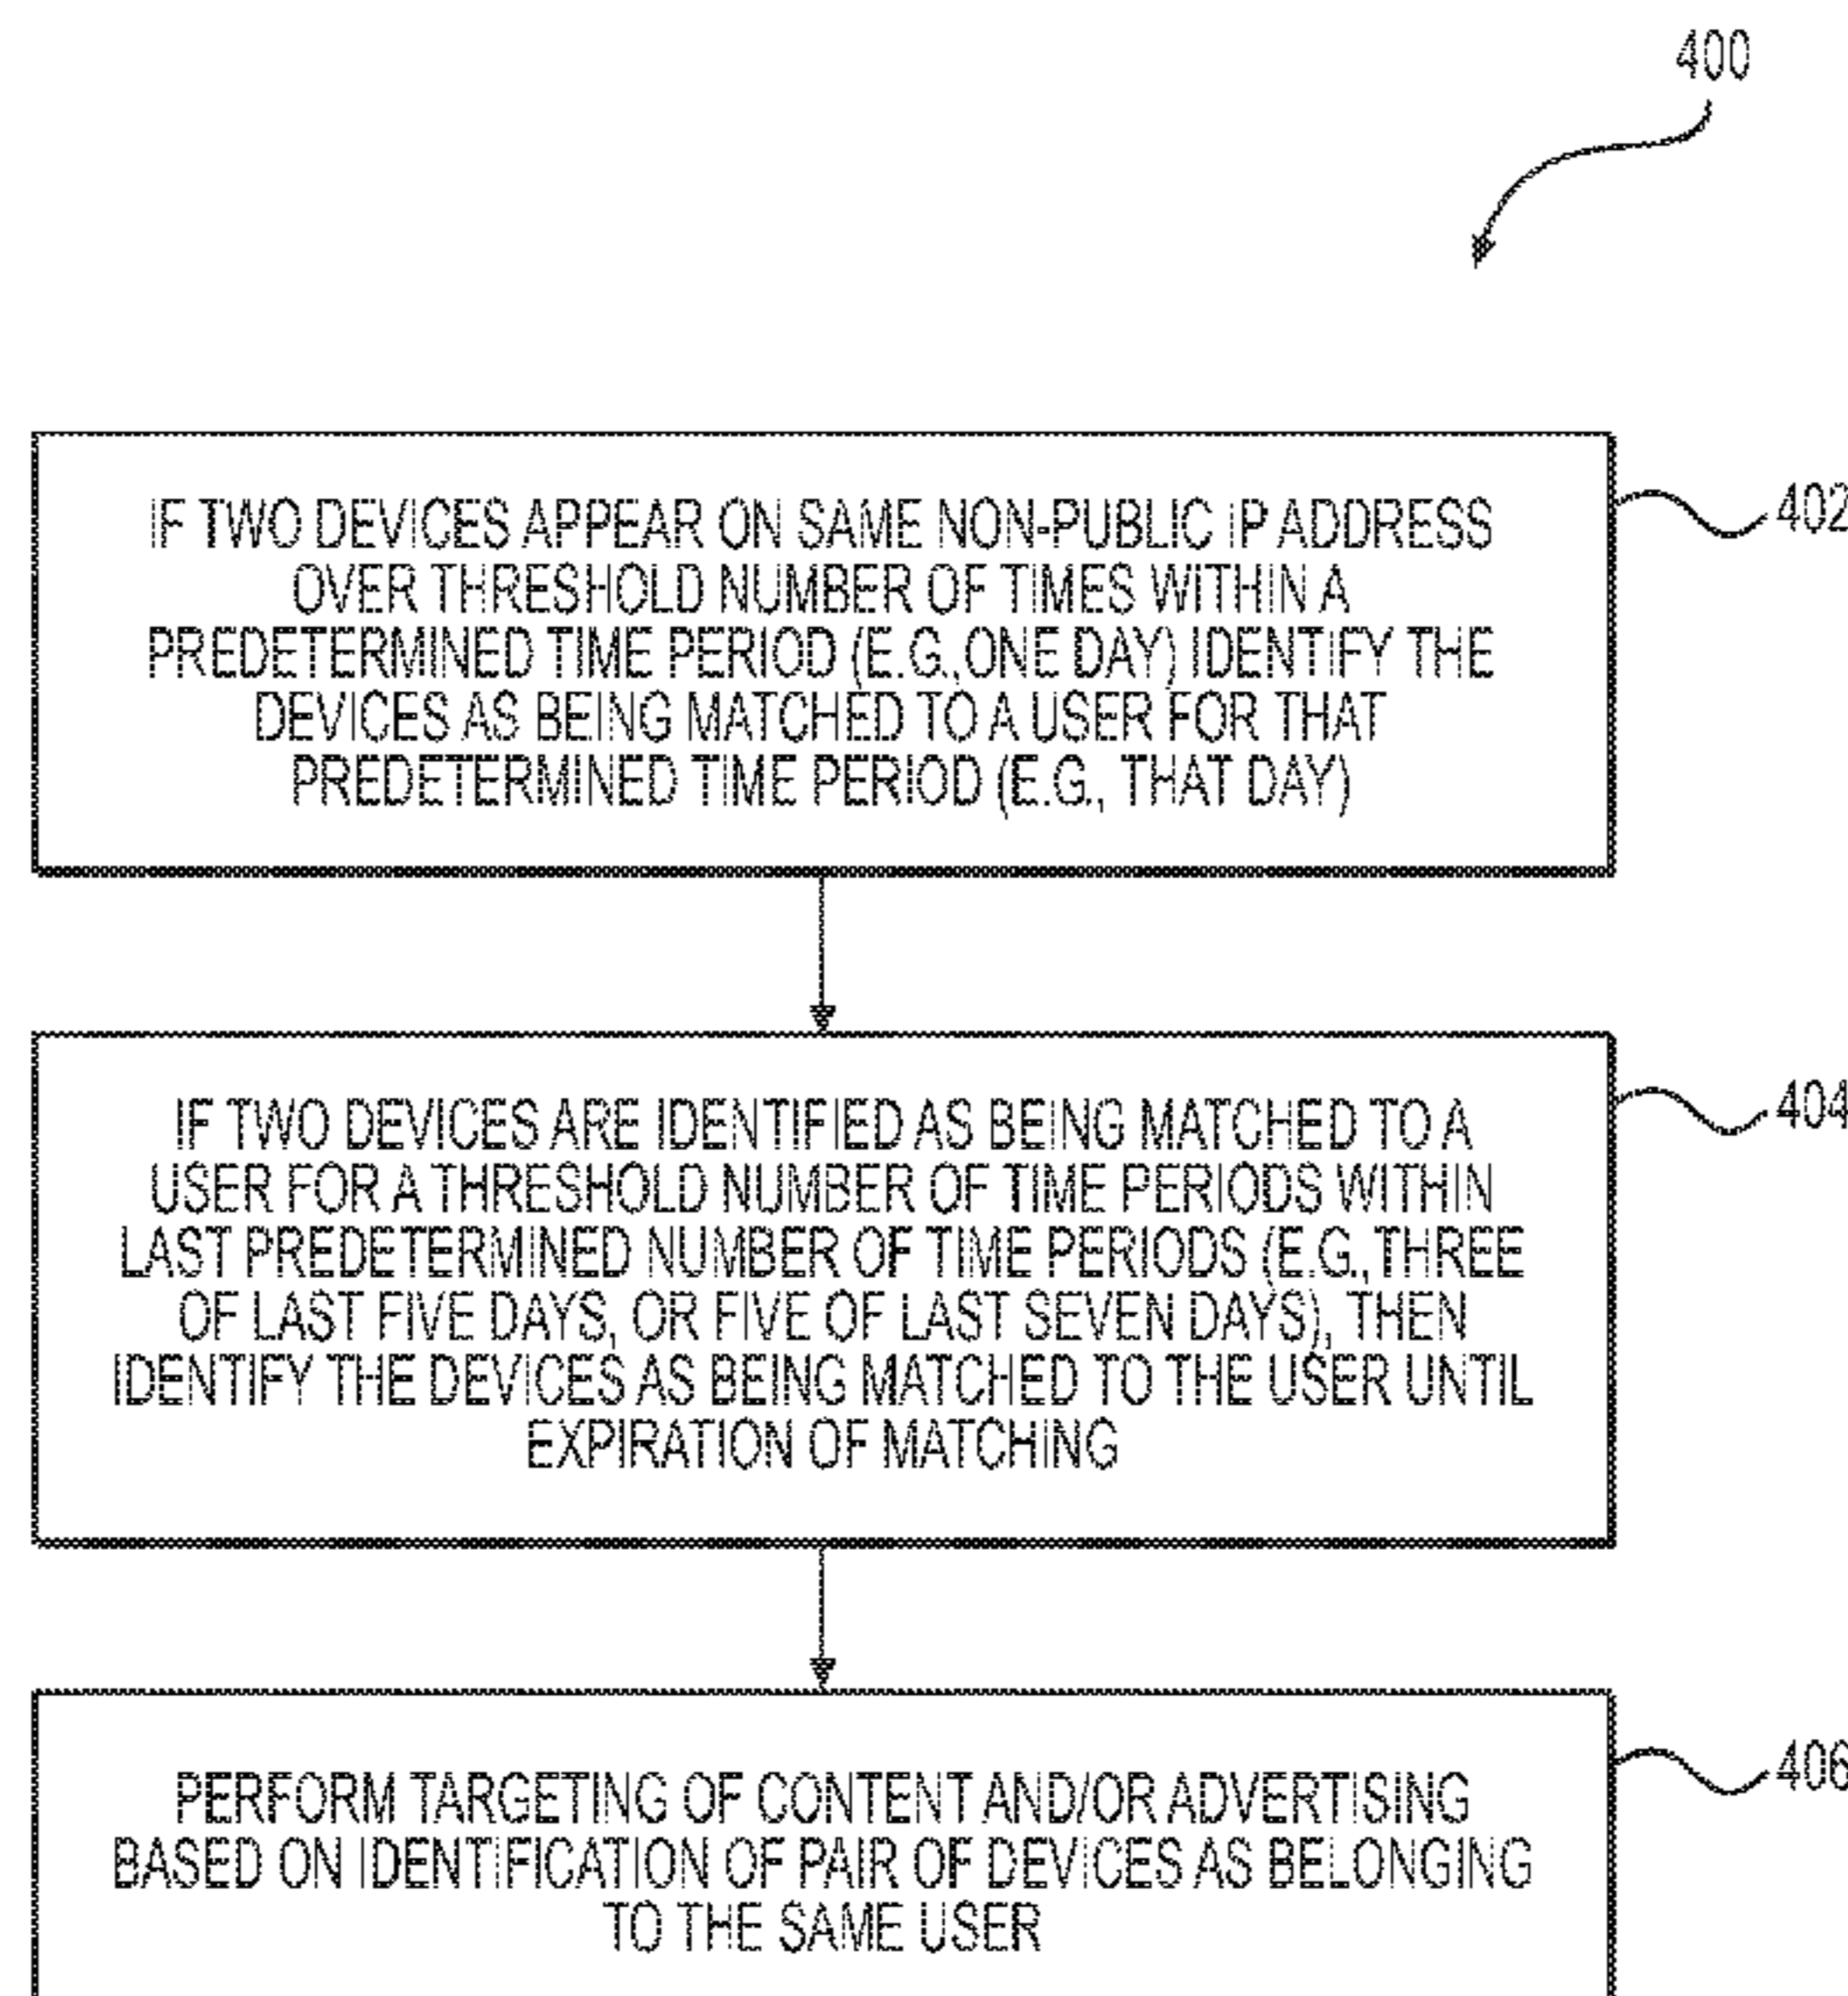 400
IF TWO DEVICES APPEAR ON SAME NON-PUBLIC IP ADDRESS
OVER THRESHOLD NUMBER OF TIMES WITHIN A
PREDETERMINED TIME PERIOD (E.G., ONE DAY) IDENTIFY THE
DEVICES AS BEING MATCHED TO A USER FOR THAT
PREDETERMINED TIME PERIOD (E.G., THAT DAY)
402
IF TWO DEVICES ARE IDENTIFIED AS BEING MATCHED TO A
USER FOR A THRESHOLD NUMBER OF TIME PERIODS WITHIN
LAST PREDETERMINED NUMBER OF TIME PERIODS (E.G., THREE
OF LAST FIVE DAYS, OR FIVE OF LAST SEVEN DAYS), THEN
IDENTIFY THE DEVICES AS BEING MATCHED TO THE USER UNTIL
EXPIRATION OF MATCHING
404
PERFORM TARGETING OF CONTENT AND/OR ADVERTISING
BASED ON IDENTIFICATION OF PAIR OF DEVICES AS BELONGING
TO THE SAME USER
406